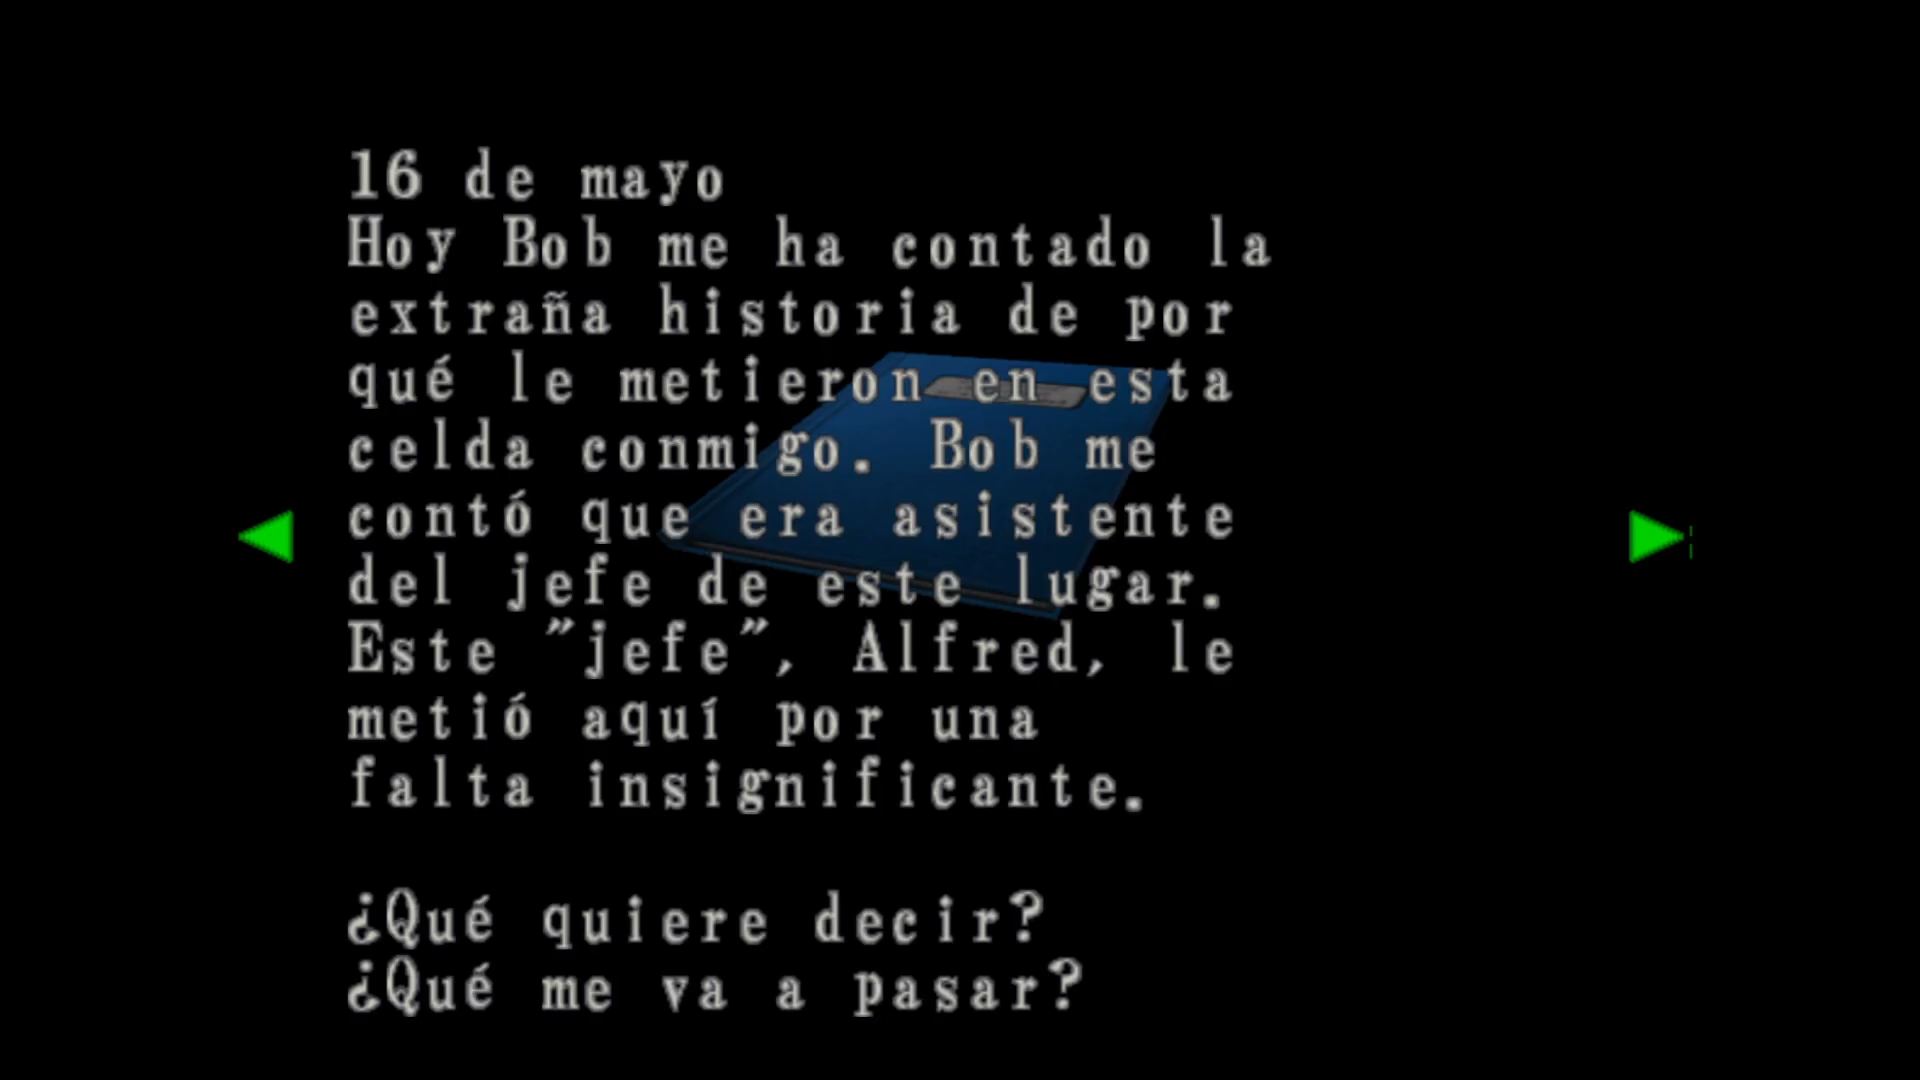 16 de mayo
Hoy Bob me ha contado la
extraña historia de por
qué le metieron en esta
celda conmigo. Bob me
contó que era asistente
del jefe de este lugar.
Este "jefe", Alfred, le
metió aquí por una
falta insignificante.
¿Qué quiere decir?
¿Qué me va a pasar?